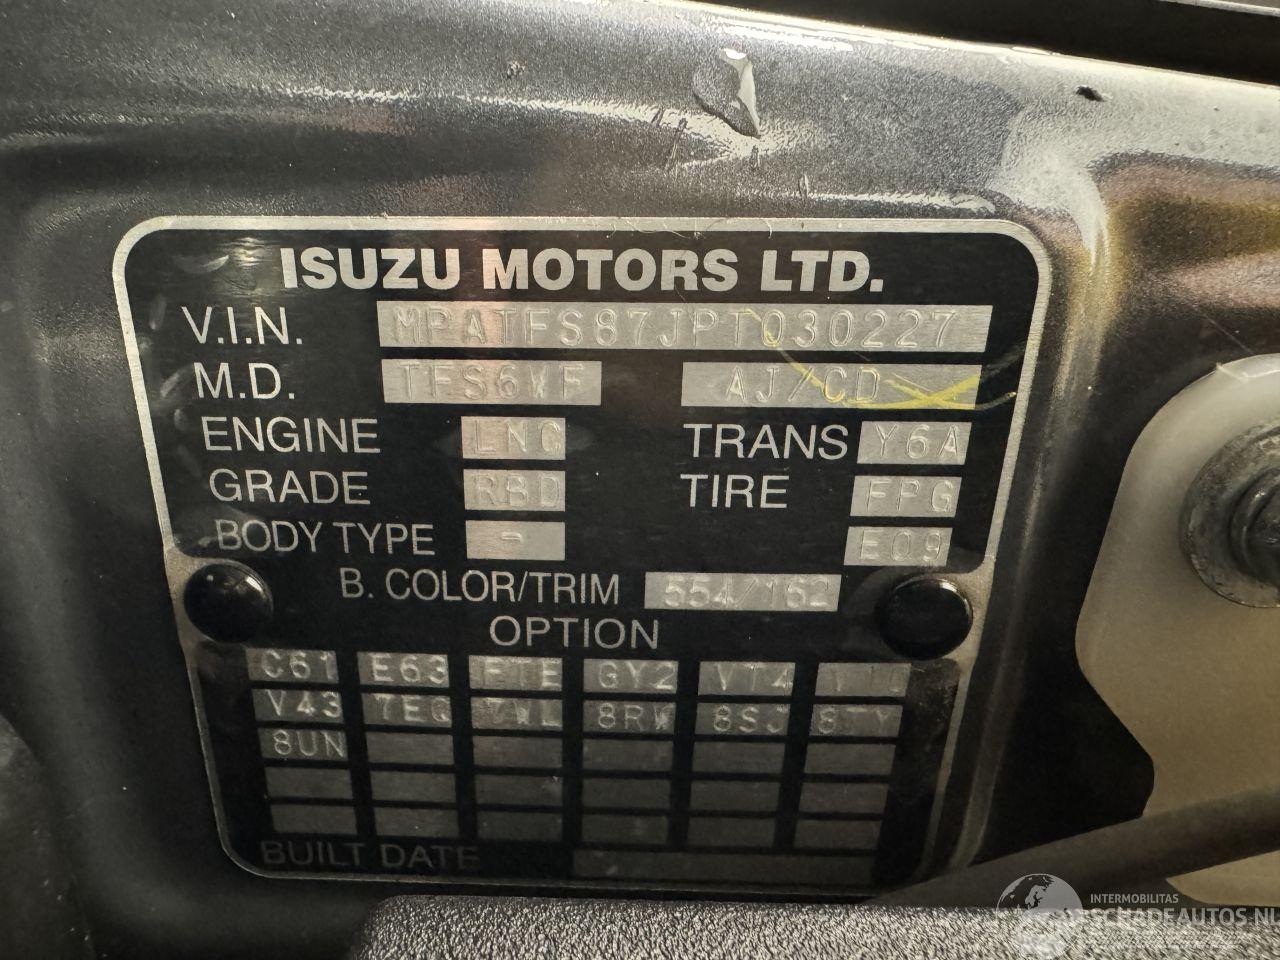 ISUZU MOTORS LTD.
V.I.N. MPATFS87JPT030227
M.D. TFS6VF AJ/CD
ENGINE LNC TRANS Y6A
GRADE RBD TIRE FPG
BODY TYPE - E09
B. COLOR/TRIM 554/162
OPTION
C61 E63 FTE GY2 VT4
V43 7EQ 7WL 8RW 8SJ 8TY
8UN
BUILT DATE
INTERMOBILITAS
SCHADEAUTOS.NL